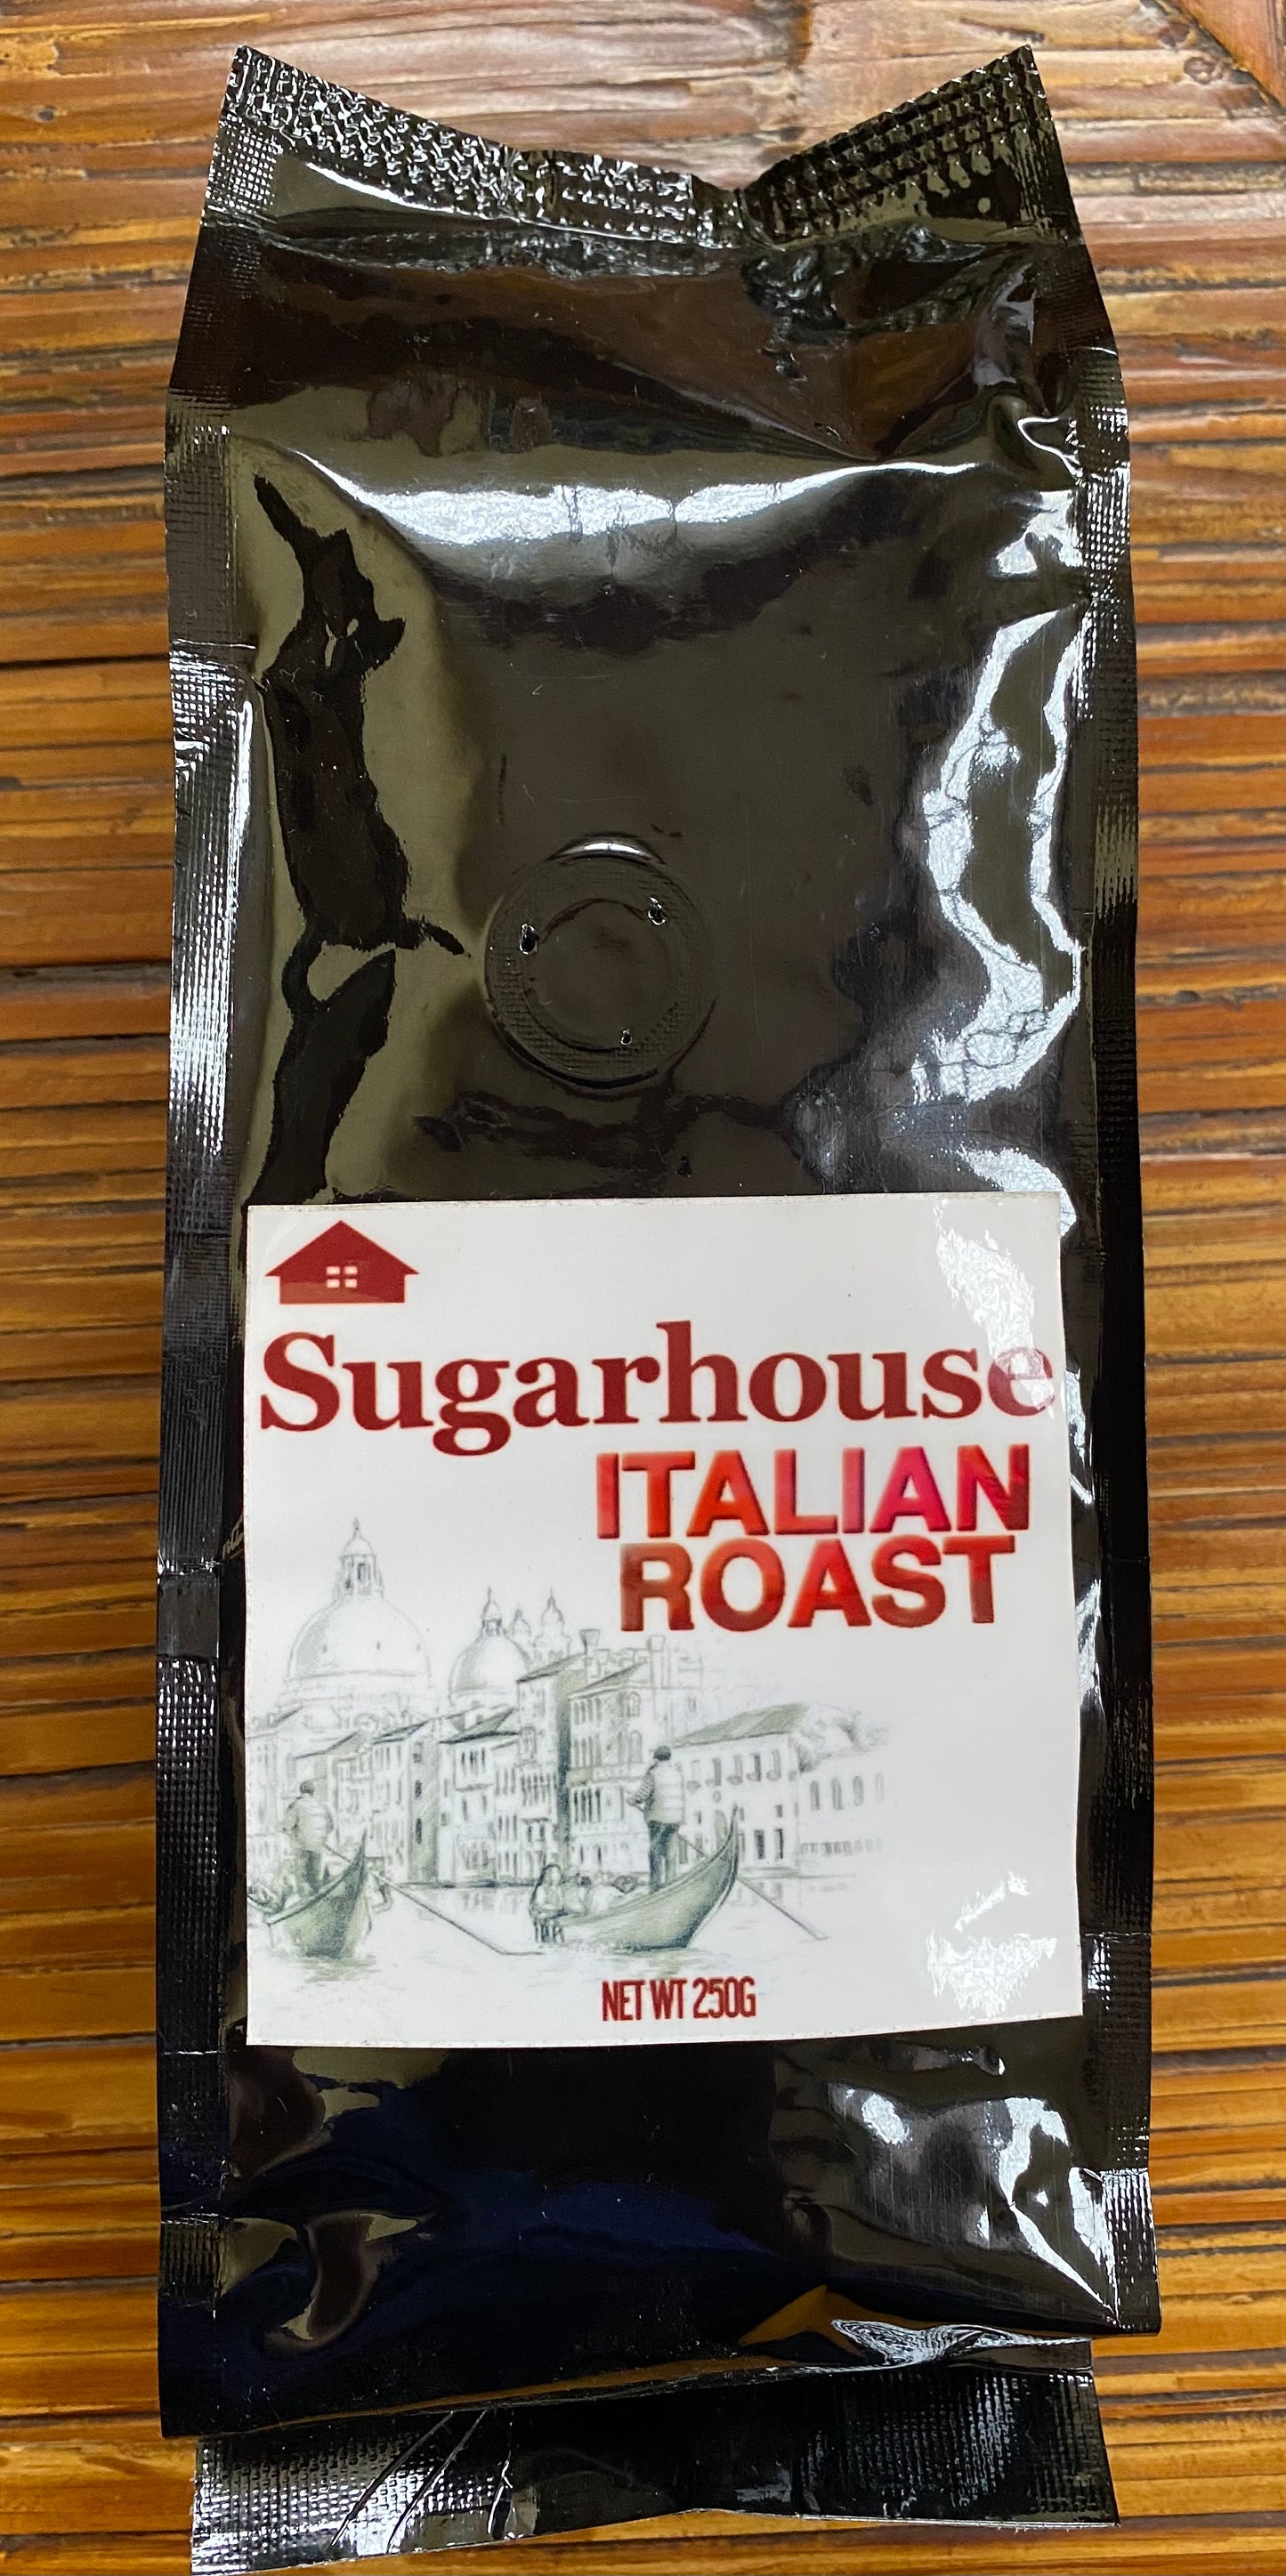 Sugarhouse
ITALIAN
ROAST
NET WT 250G